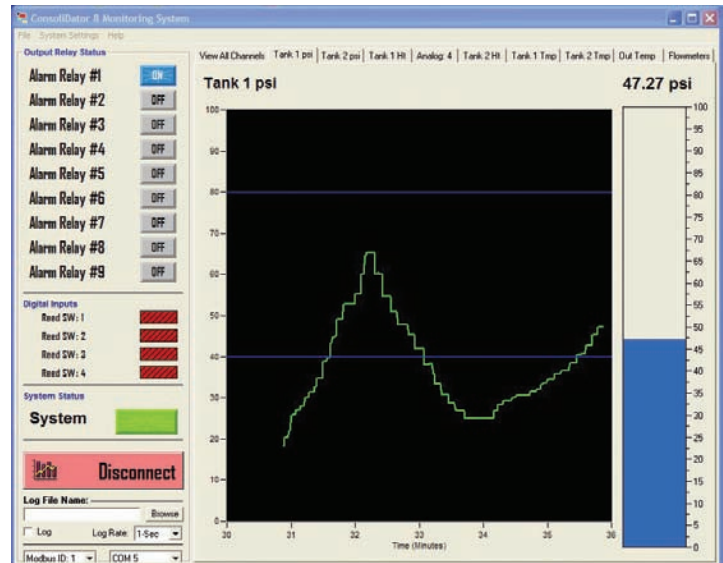 ConsoliDator 8 Monitoring System
File System Settings Help
Output Relay Status
Alarm Relay #1 ON
Alarm Relay #2 OFF
Alarm Relay #3 OFF
Alarm Relay #4 OFF
Alarm Relay #5 OFF
Alarm Relay #6 OFF
Alarm Relay #7 OFF
Alarm Relay #8 OFF
Alarm Relay #9 OFF
Digital Inputs
Reed SW: 1
Reed SW: 2
Reed SW: 3
Reed SW: 4
System Status
System
Disconnect
Log File Name:
Browse
Log Log Rate: 1-Sec
Modbus ID: 1 COM 5
View All Channels Tank 1 psi Tank 2 psi Tank 1 Ht Analog: 4 Tank 2 Ht Tank 1 Tmp Tank 2 Tmp Out Temp Flowmeters
Tank 1 psi 47.27 psi
100
90
80
70
60
50
40
30
20
10
0
30 31 32 33 34 35 36
Time (Minutes)
100
95
90
85
80
75
70
65
60
55
50
45
40
35
30
25
20
15
10
5
0